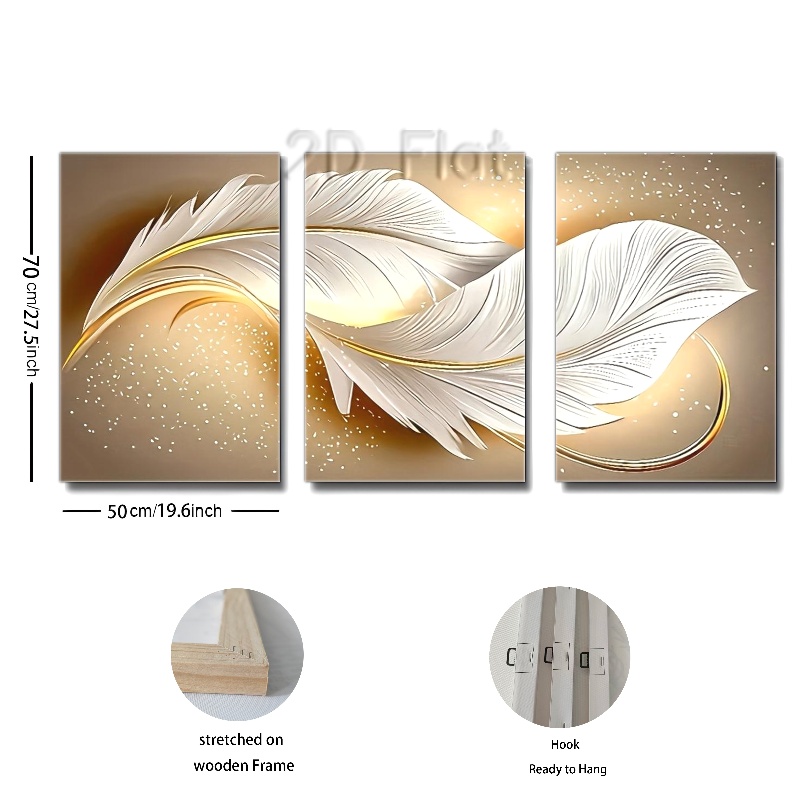 2D Flat
70 cm/27.5inch
50cm/19.6inch
stretched on
wooden Frame
Hook
Ready to Hang